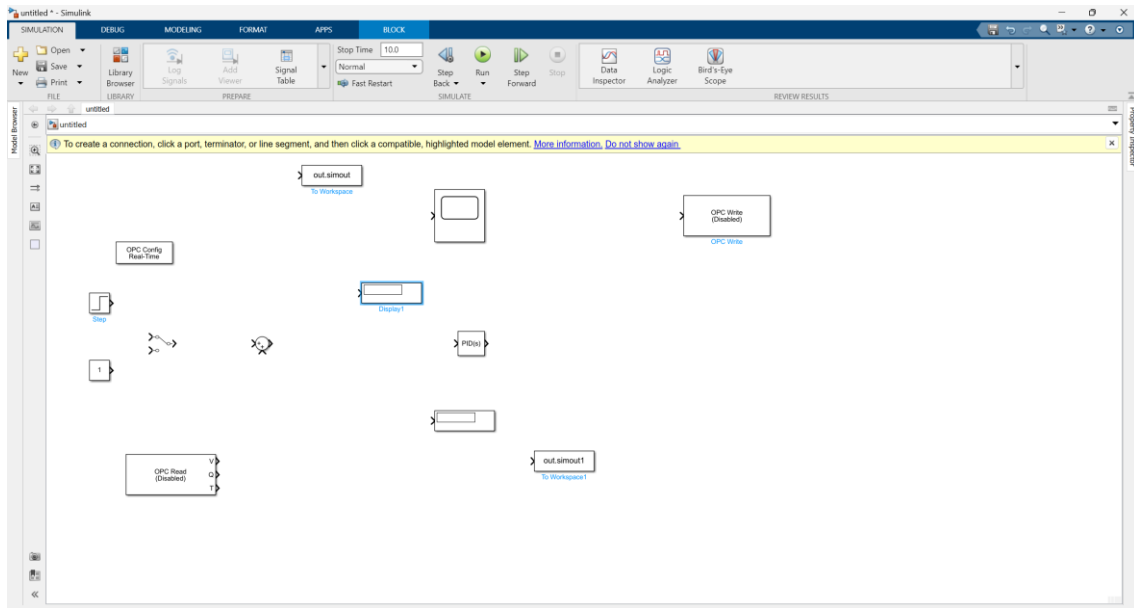 untitled * - Simulink
SIMULATION DEBUG MODELING FORMAT APPS BLOCK
New
Open
Save
Print
FILE
Library Browser
LIBRARY
Log Signals
Add Viewer
Signal Table
PREPARE
Stop Time 10.0
Normal
Fast Restart
Step Back
Run
Step Forward
Stop
SIMULATE
Data Inspector
Logic Analyzer
Bird's-Eye Scope
REVIEW RESULTS
Model Browser
untitled
untitled
Property Inspector
To create a connection, click a port, terminator, or line segment, and then click a compatible, highlighted model element. More information. Do not show again.
out.simout
To Workspace
OPC Write
(Disabled)
OPC Write
OPC Config
Real-Time
Display1
Step
PID(s)
1
OPC Read
(Disabled)
V
Q
T
out.simout1
To Workspace1